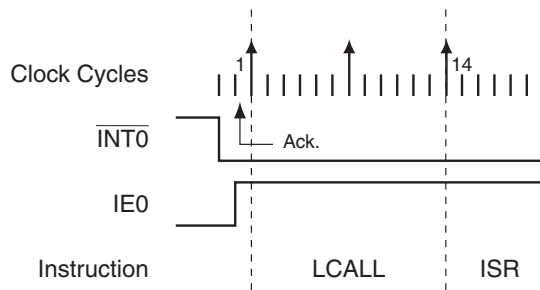 1 14
Clock Cycles
INT0
Ack.
IE0
Instruction LCALL ISR